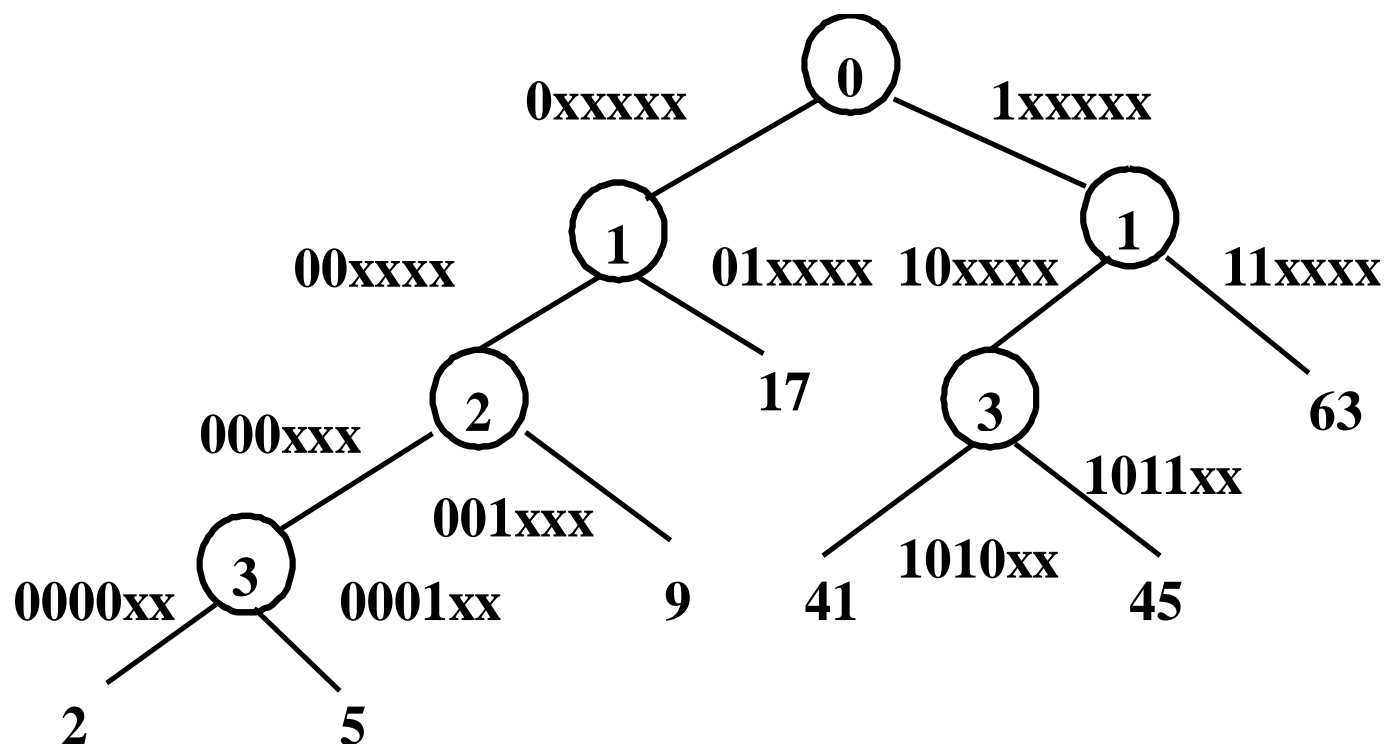 0
0xxxxx 1xxxxx
1 1
00xxxx 01xxxx 10xxxx 11xxxx
2 17 3 63
000xxx 001xxx 1010xx 1011xx
3 9 41 45
0000xx 0001xx
2 5